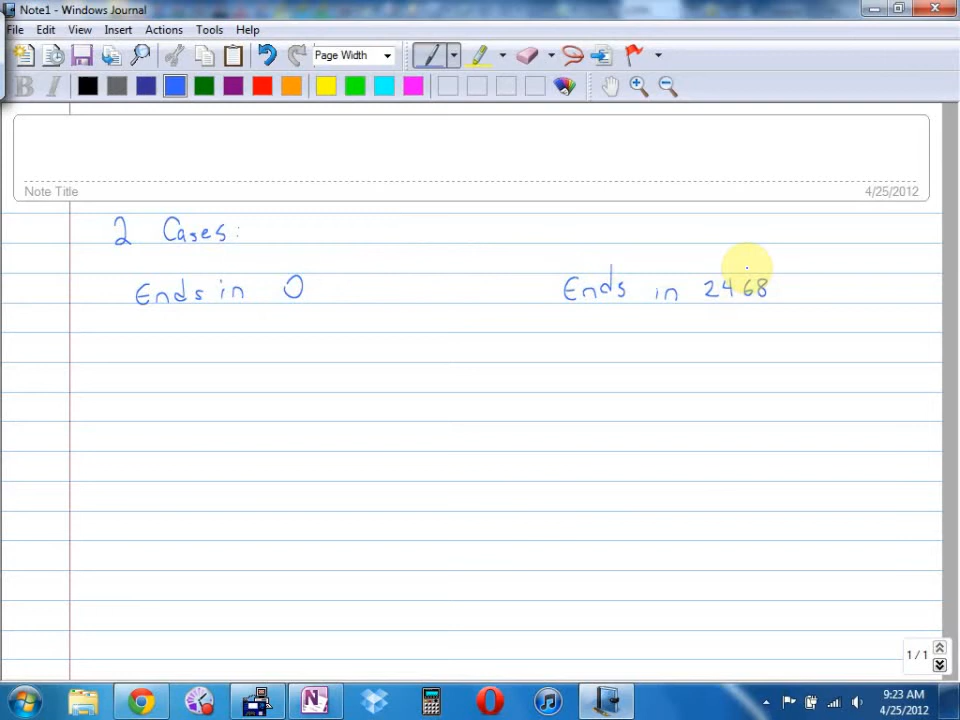 Note1 - Windows Journal
File Edit View Insert Actions Tools Help
Page Width
B I
Note Title 4/25/2012
2 Cases:
Ends in 0 Ends in 2468
1 / 1
N
9:23 AM
4/25/2012